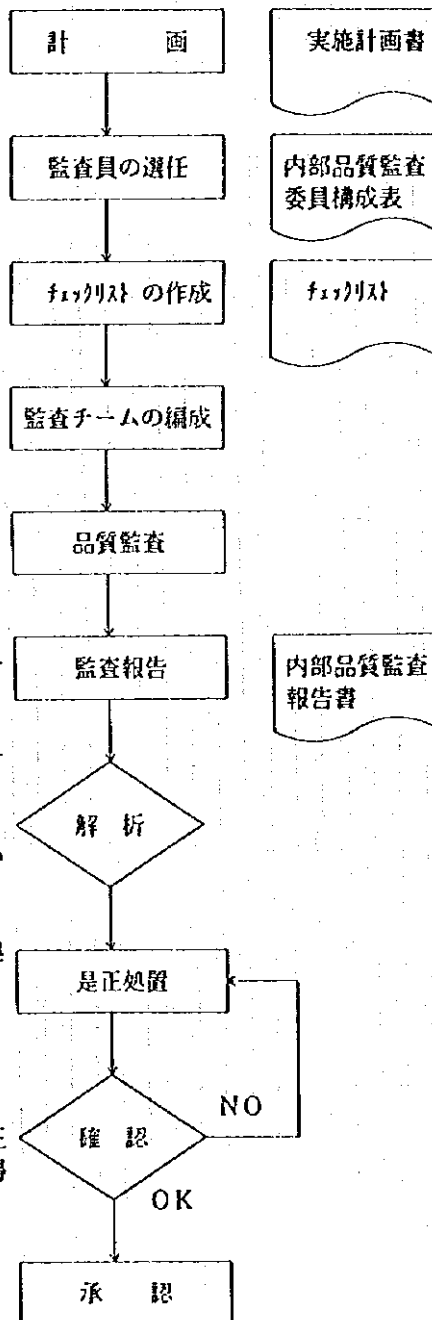 計 画
実施計画書
監査員の選任
内部品質監査
委員構成表
チェックリスト の作成
チェックリスト
監査チームの編成
品質監査
監査報告
内部品質監査
報告書
解 折
是正処置
NO
確 認
OK
承 認